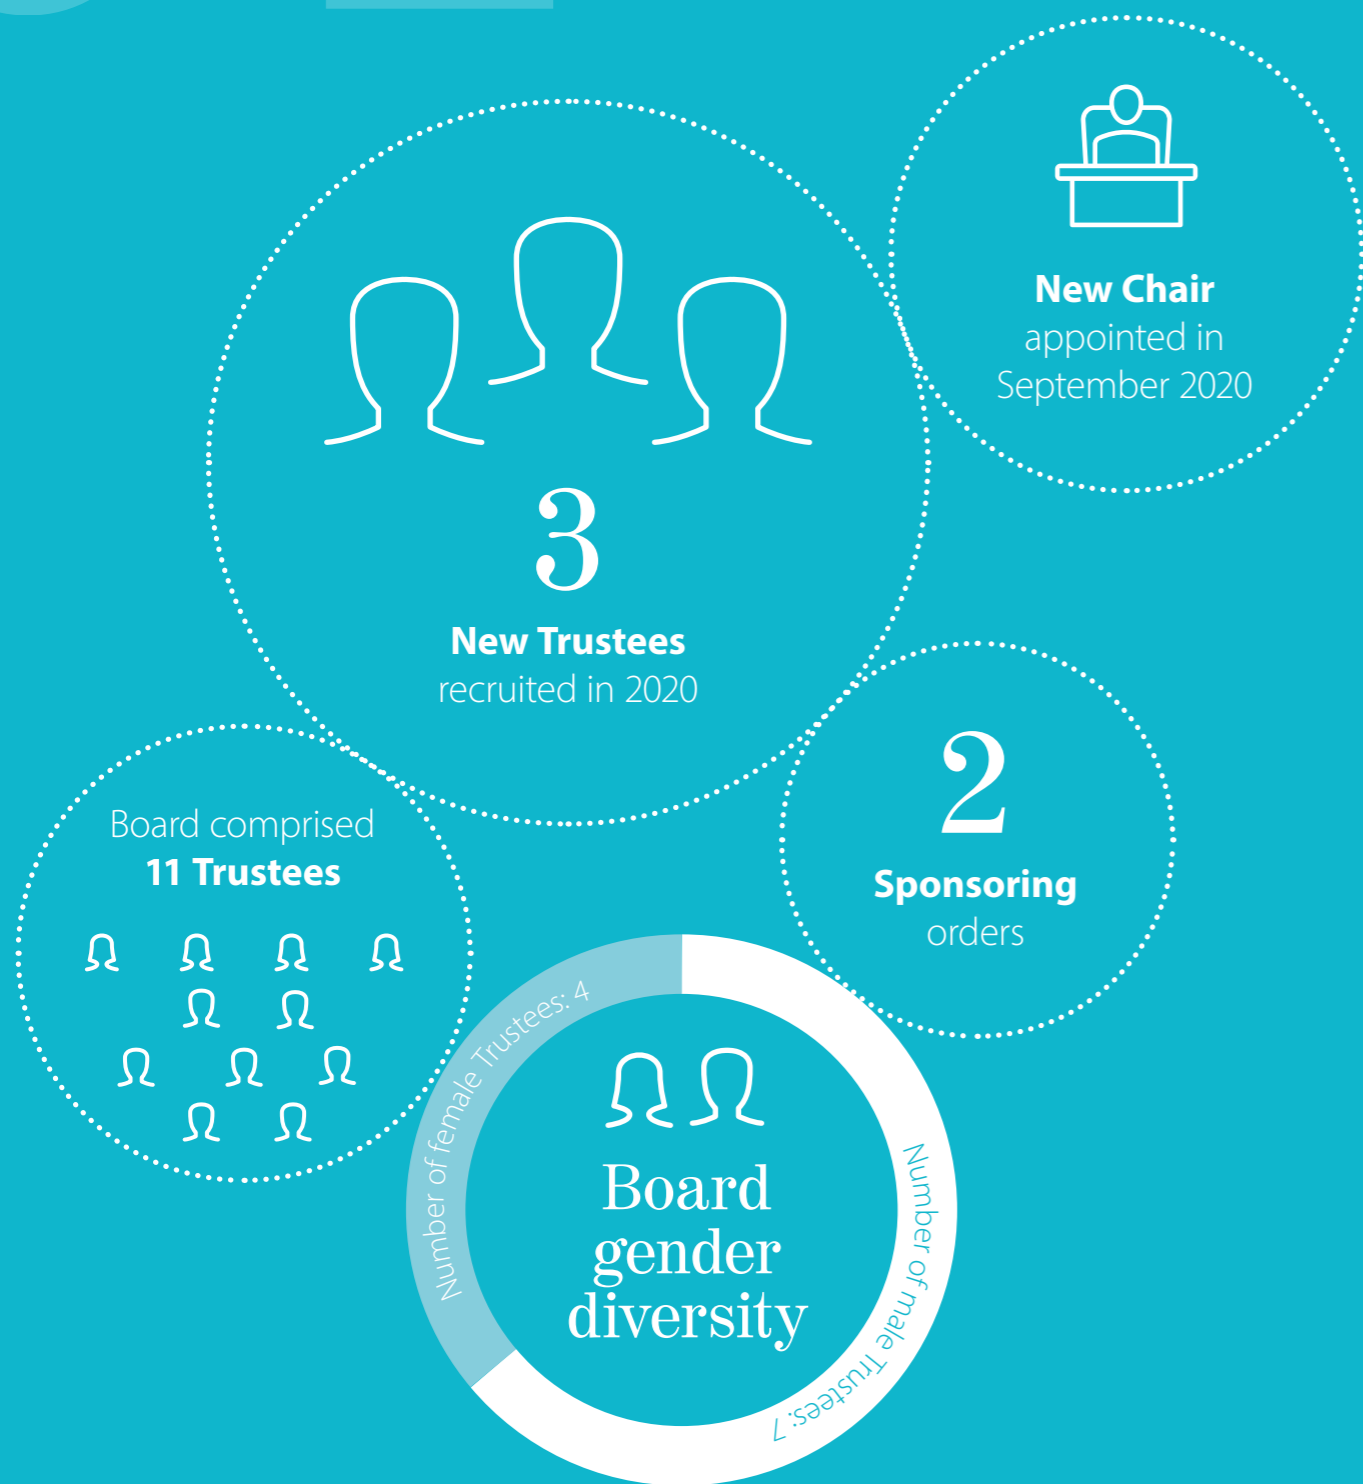 New Chair
appointed in
September 2020
3
New Trustees
recruited in 2020
2
Sponsoring
orders
Board comprised
11 Trustees
Number of female Trustees: 4
Number of male Trustees: 7
Board
gender
diversity